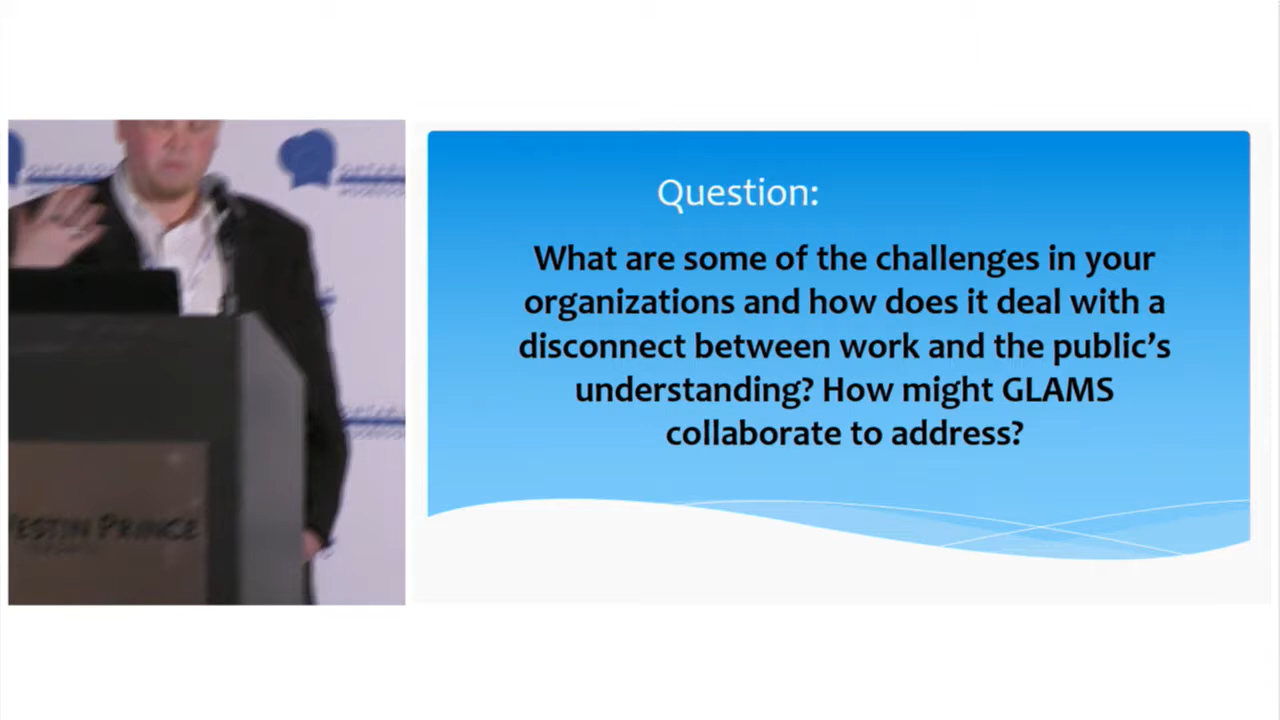 Question:
What are some of the challenges in your
organizations and how does it deal with a
disconnect between work and the public’s
understanding? How might GLAMS
collaborate to address?
WESTIN PRINCE